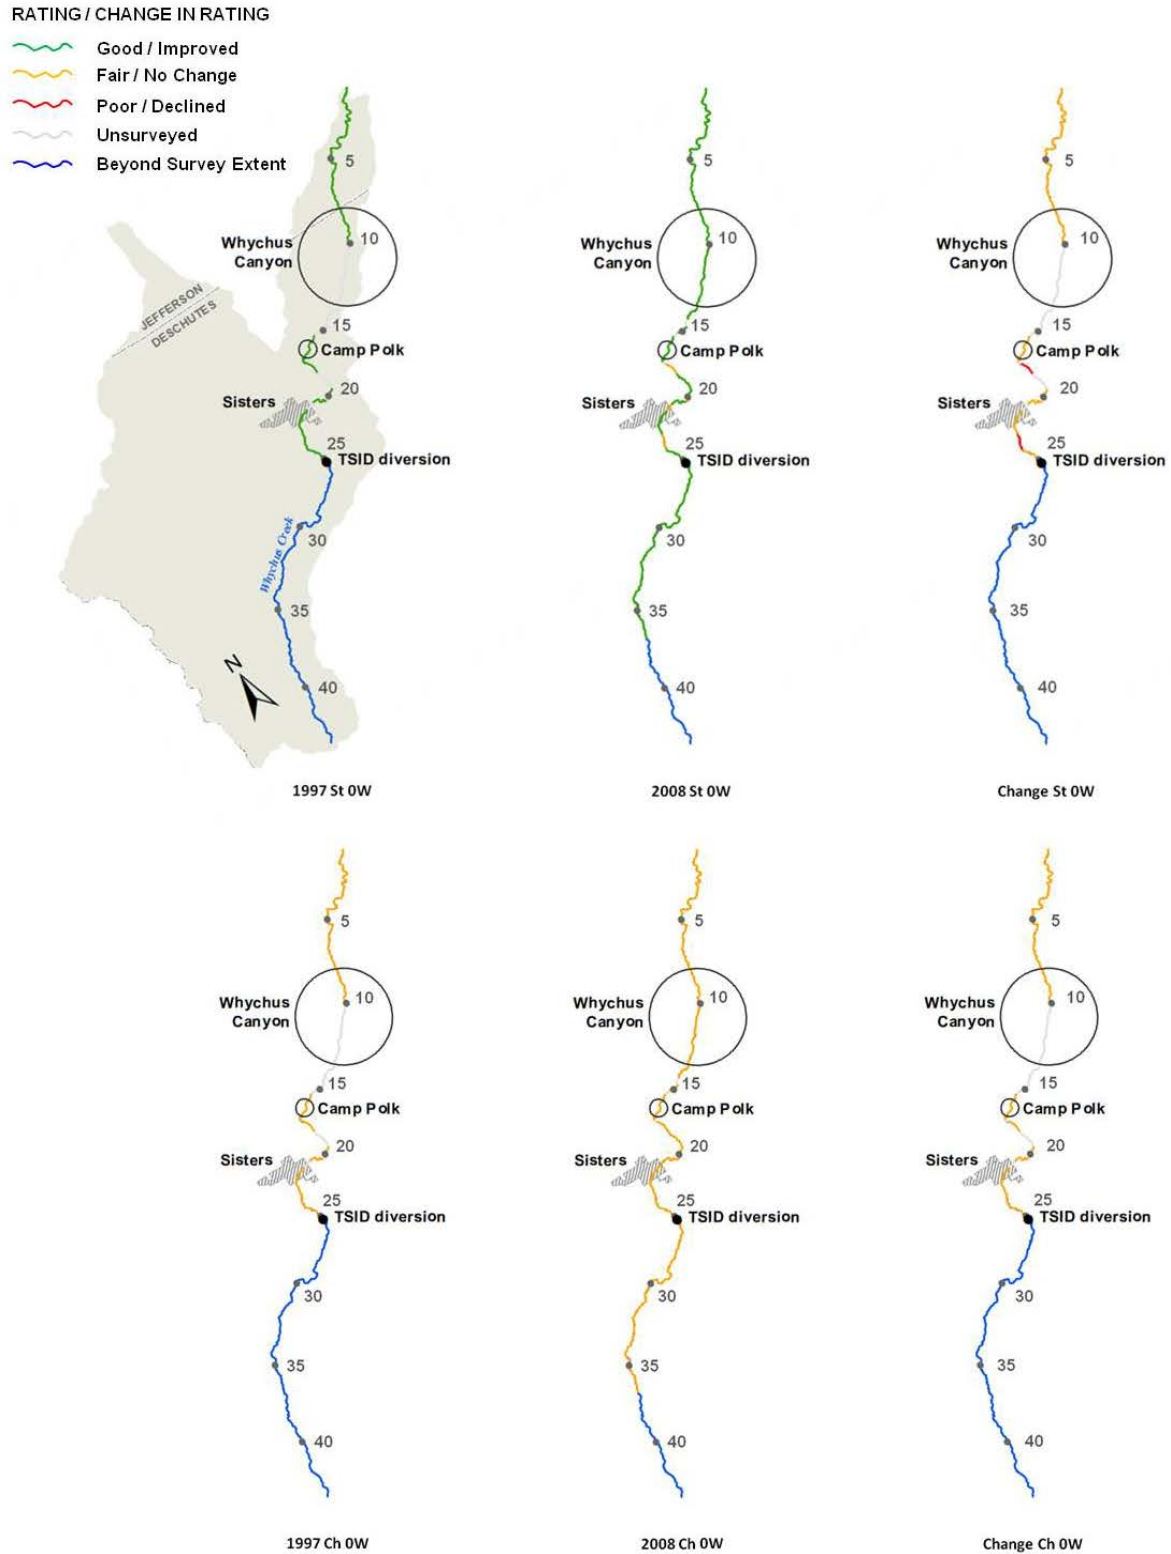 RATING / CHANGE IN RATING
Good / Improved
Fair / No Change
Poor / Declined
Unsurveyed
Beyond Survey Extent
5
10
Whychus
Canyon
JEFFERSON
DESCHUTES
15
Camp Polk
20
Sisters
25
TSID diversion
Whychus Creek
30
35
N
40
1997 St 0W
5
10
Whychus
Canyon
15
Camp Polk
20
Sisters
25
TSID diversion
30
35
40
2008 St 0W
5
10
Whychus
Canyon
15
Camp Polk
20
Sisters
25
TSID diversion
30
35
40
Change St 0W
5
10
Whychus
Canyon
15
Camp Polk
20
Sisters
25
TSID diversion
30
35
40
1997 Ch 0W
5
10
Whychus
Canyon
15
Camp Polk
20
Sisters
25
TSID diversion
30
35
40
2008 Ch 0W
5
10
Whychus
Canyon
15
Camp Polk
20
Sisters
25
TSID diversion
30
35
40
Change Ch 0W